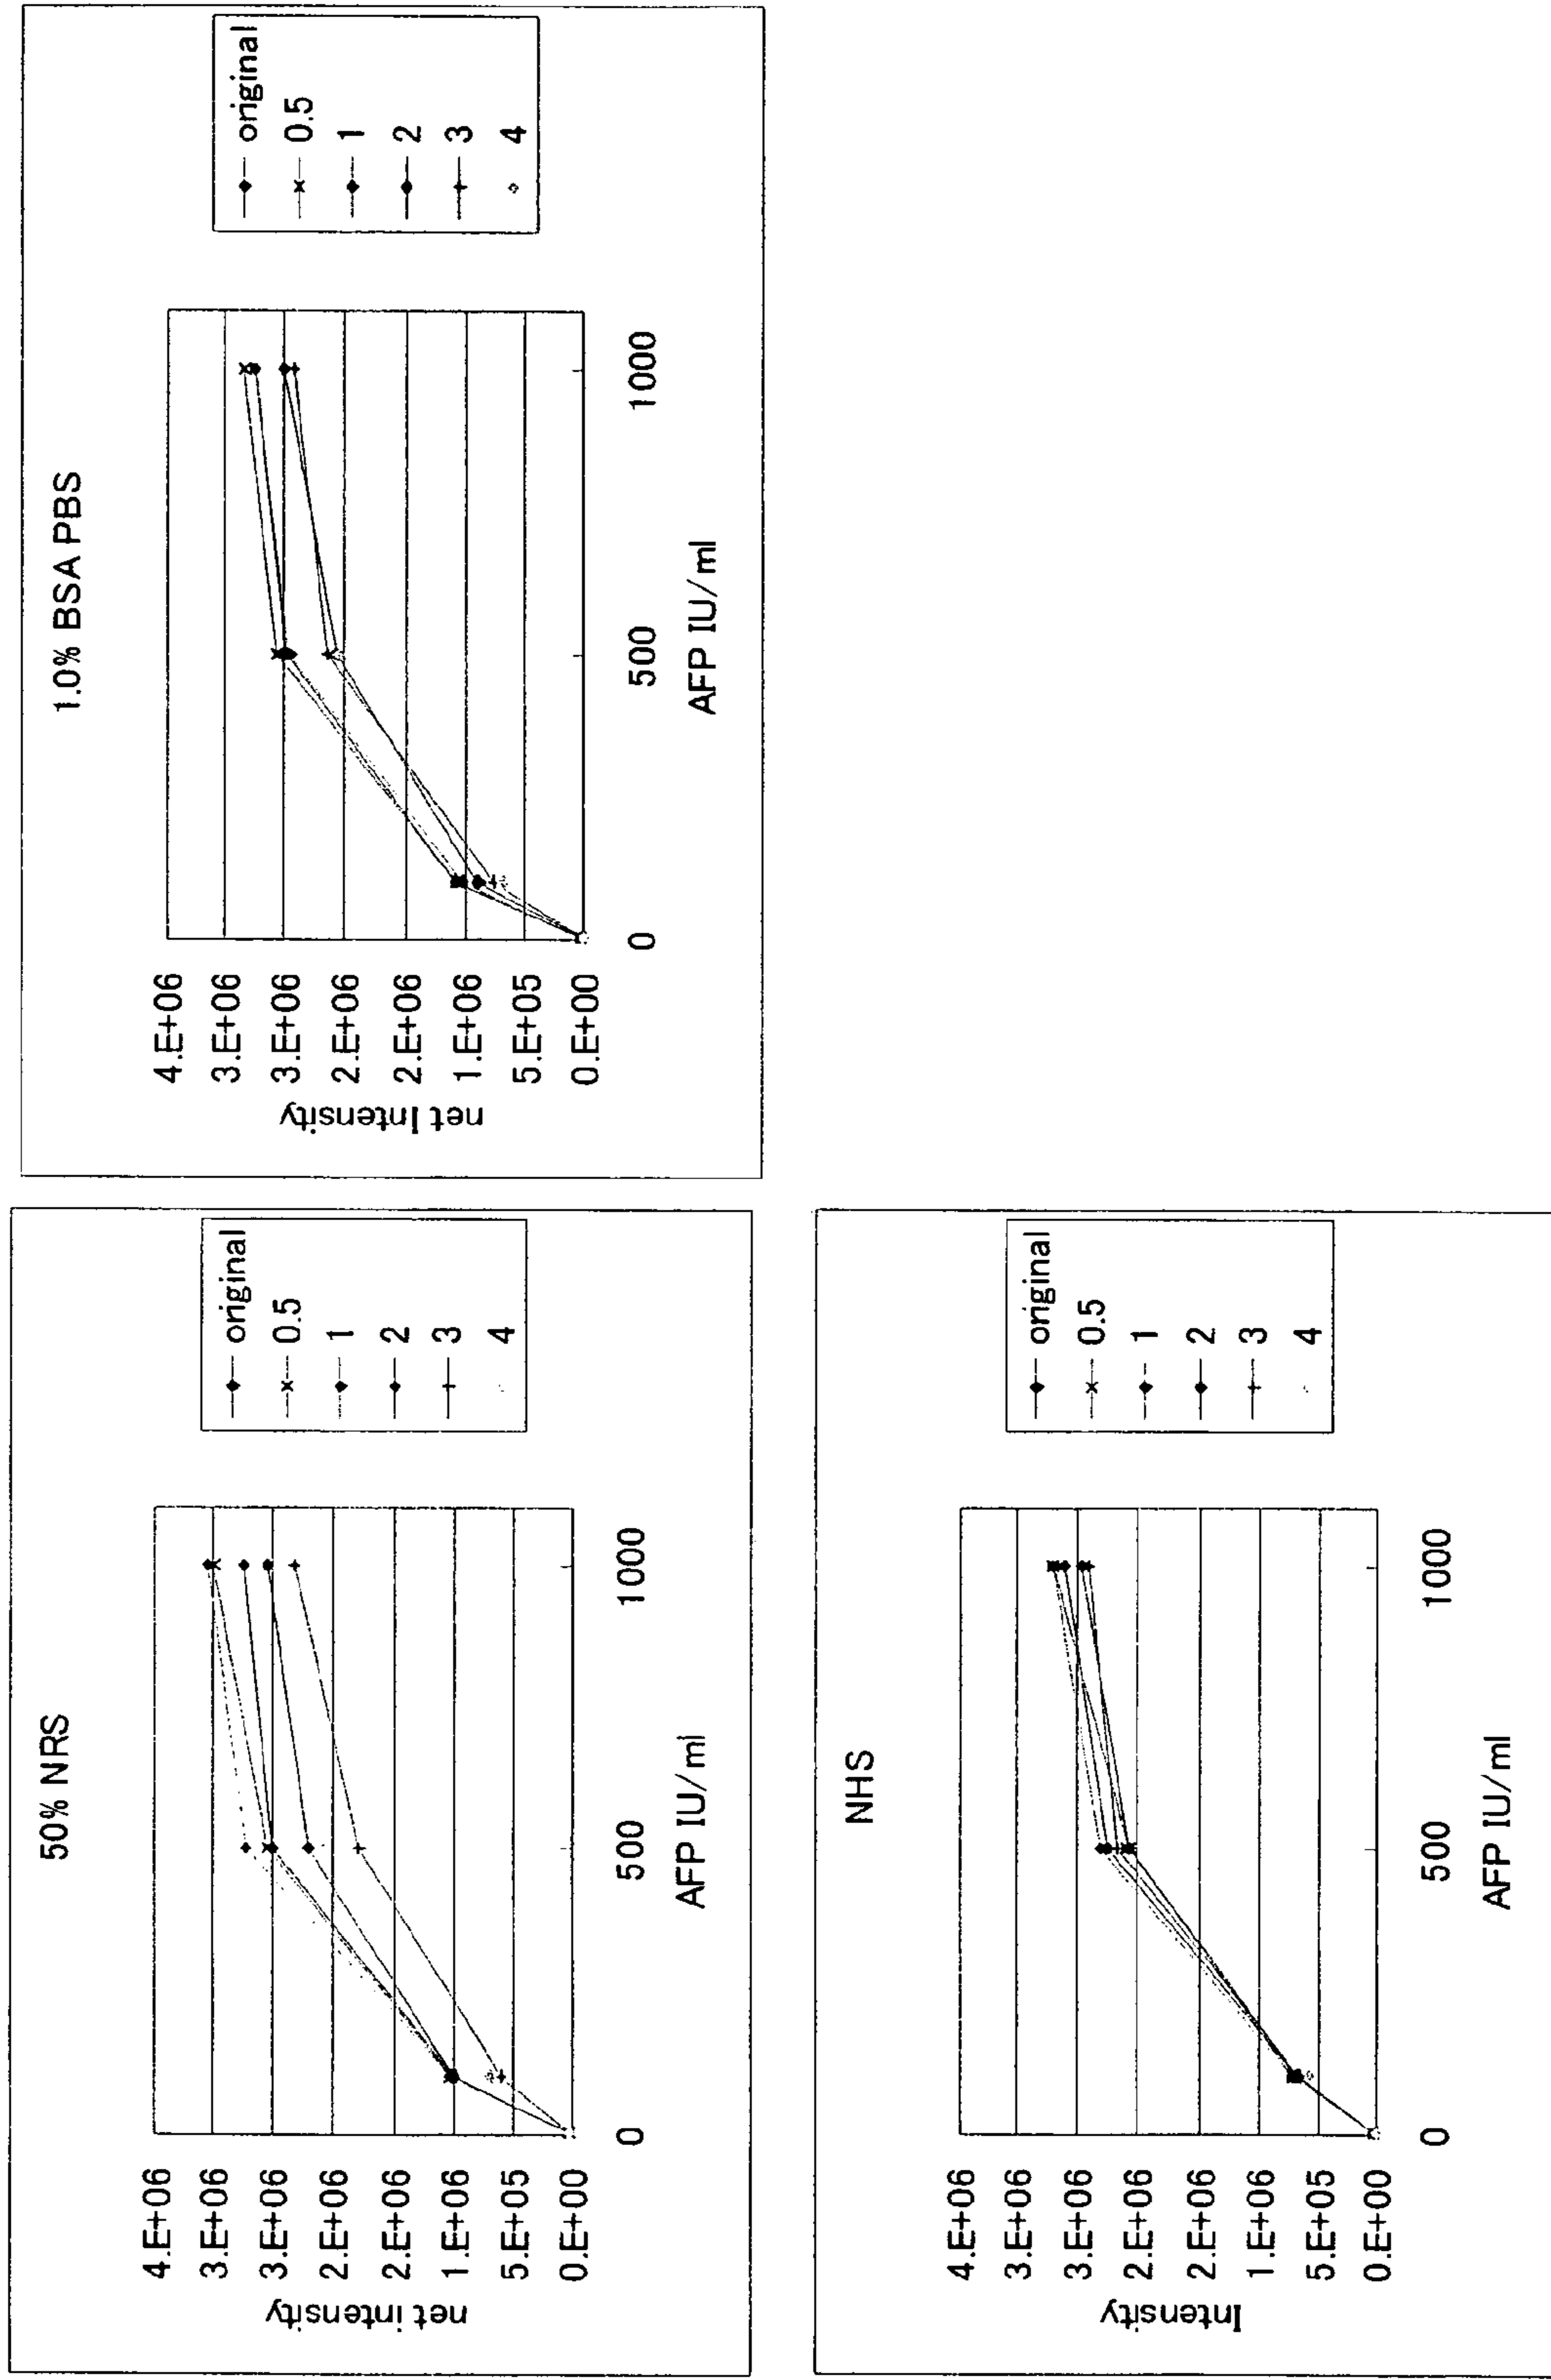 50% NRS
4.E+06
3.E+06
3.E+06
2.E+06
2.E+06
1.E+06
5.E+05
0.E+00
net intensity
0
500
1000
AFP IU/ml
original
0.5
1
2
3
4
1.0% BSA PBS
4.E+06
3.E+06
3.E+06
2.E+06
2.E+06
1.E+06
5.E+05
0.E+00
net Intensity
0
500
1000
AFP IU/ml
original
0.5
1
2
3
4
NHS
4.E+06
3.E+06
3.E+06
2.E+06
2.E+06
1.E+06
5.E+05
0.E+00
Intensity
0
500
1000
AFP IU/ml
original
0.5
1
2
3
4